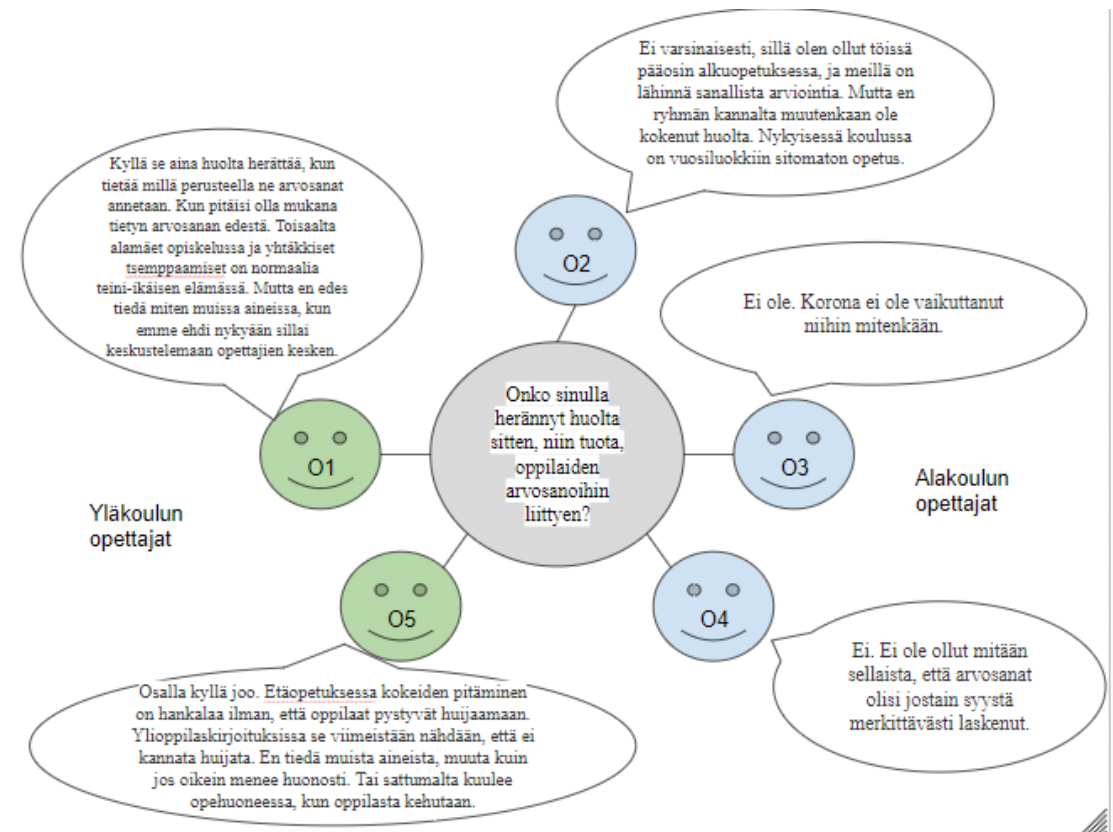 Ei varsinaisesti, sillä olen ollut töissä
pääosin alkuopetuksessa, ja meillä on
lähinnä sanallista arviointia. Mutta en
ryhmän kannalta muutenkaan ole
kokenut huolta. Nykyisessä koulussa
on vuosiluokkiin sitomaton opetus.
Kyllä se aina huolta herättää, kun
tietää millä perusteella ne arvosanat
annetaan. Kun pitäisi olla mukana
tietyn arvosanan edestä. Toisaalta
alamäet opiskelussa ja yhtäkkiset
tsemppaamiset on normaalia
teini-ikäisen elämässä. Mutta en edes
tiedä miten muissa aineissa, kun
emme ehdi nykyään sillai
keskustelemaan opettajien kesken.
O2
Ei ole. Korona ei ole vaikuttanut
niihin mitenkään.
Onko sinulla
herännyt huolta
sitten, niin tuota,
oppilaiden
arvosanoihin
liittyen?
O1
O3
Yläkoulun
opettajat
Alakoulun
opettajat
O5
O4
Ei. Ei ole ollut mitään
sellaista, että arvosanat
olisi jostain syystä
merkittävästi laskenut.
Osalla kyllä joo. Etäopetuksessa kokeiden pitäminen
on hankalaa ilman, että oppilaat pystyvät huijaamaan.
Ylioppilaskirjoituksissa se viimeistään nähdään, että ei
kannata huijata. En tiedä muista aineista, muuta kuin
jos oikein menee huonosti. Tai sattumalta kuulee
opehuoneessa, kun oppilasta kehutaan.